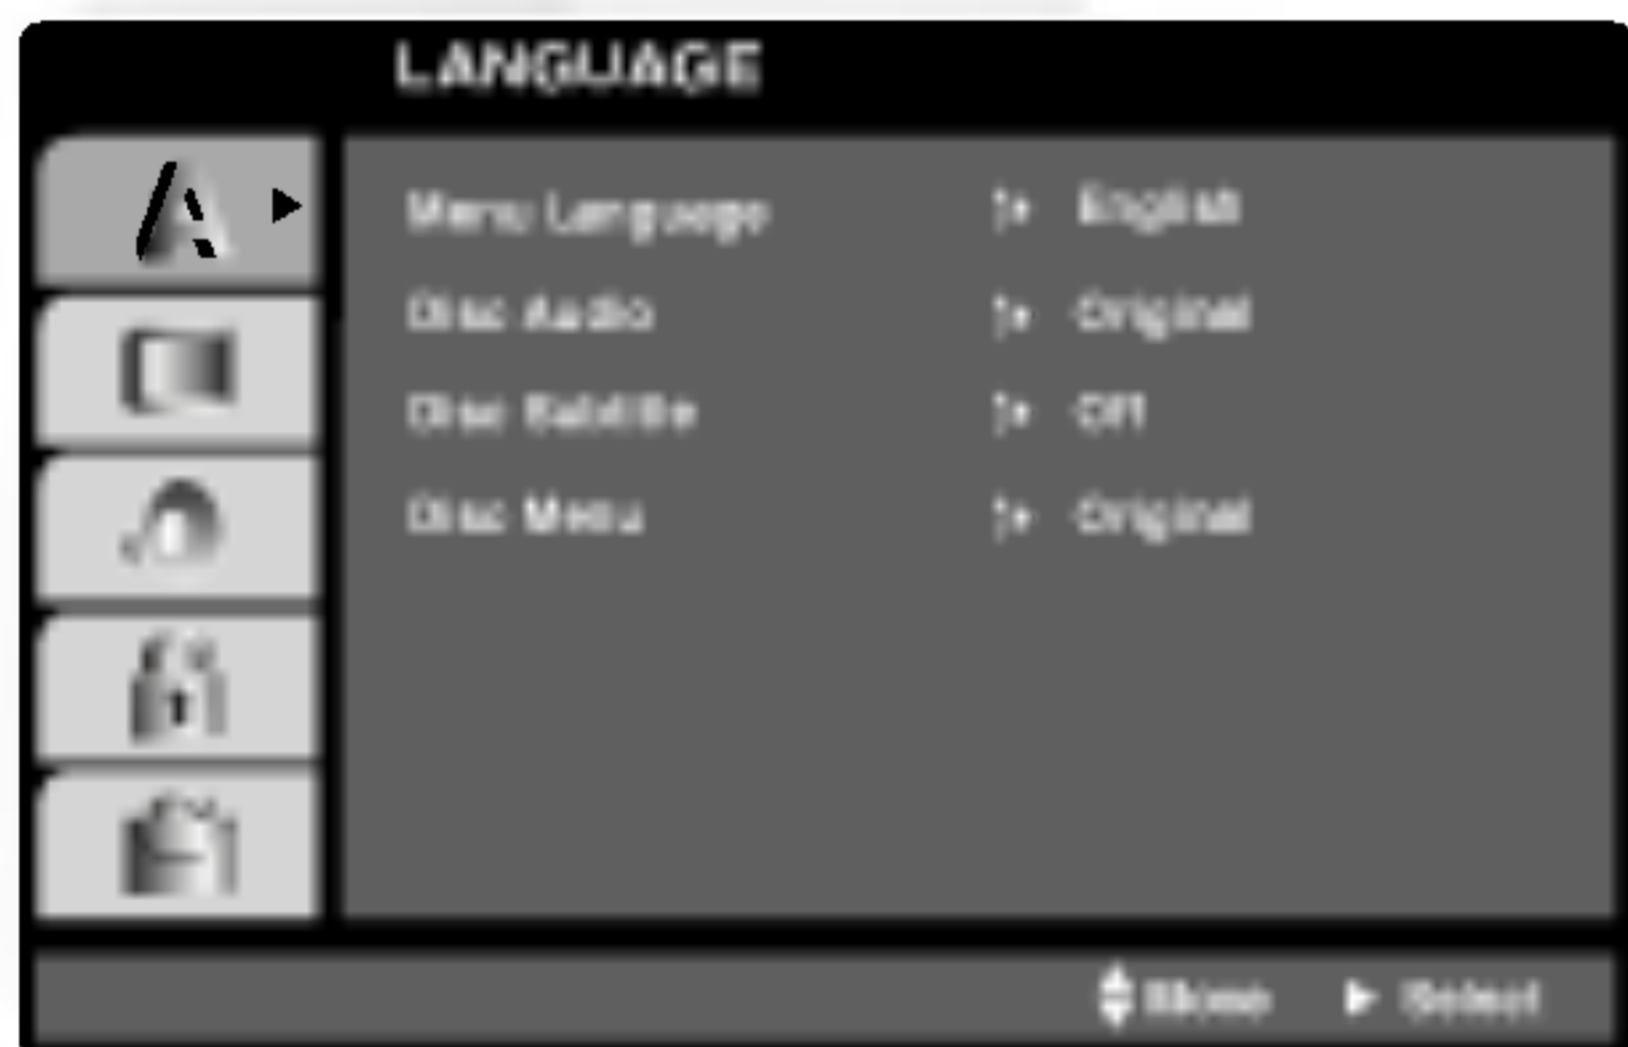 LANGUAGE
Menu Language English
Disc Audio Original
Disc Subtitle Off
Disc Menu Original
Move Select